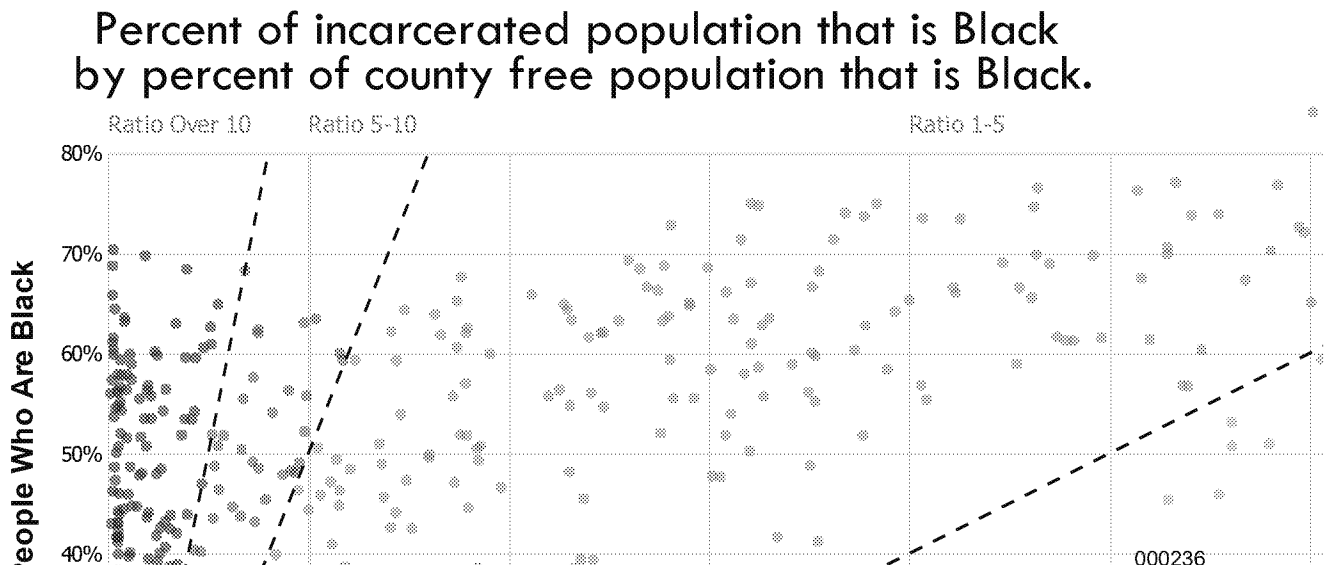 Percent of incarcerated population that is Black
by percent of county free population that is Black.
Ratio Over 10
Ratio 5-10
Ratio 1-5
80%
70%
60%
50%
40%
People Who Are Black
000236